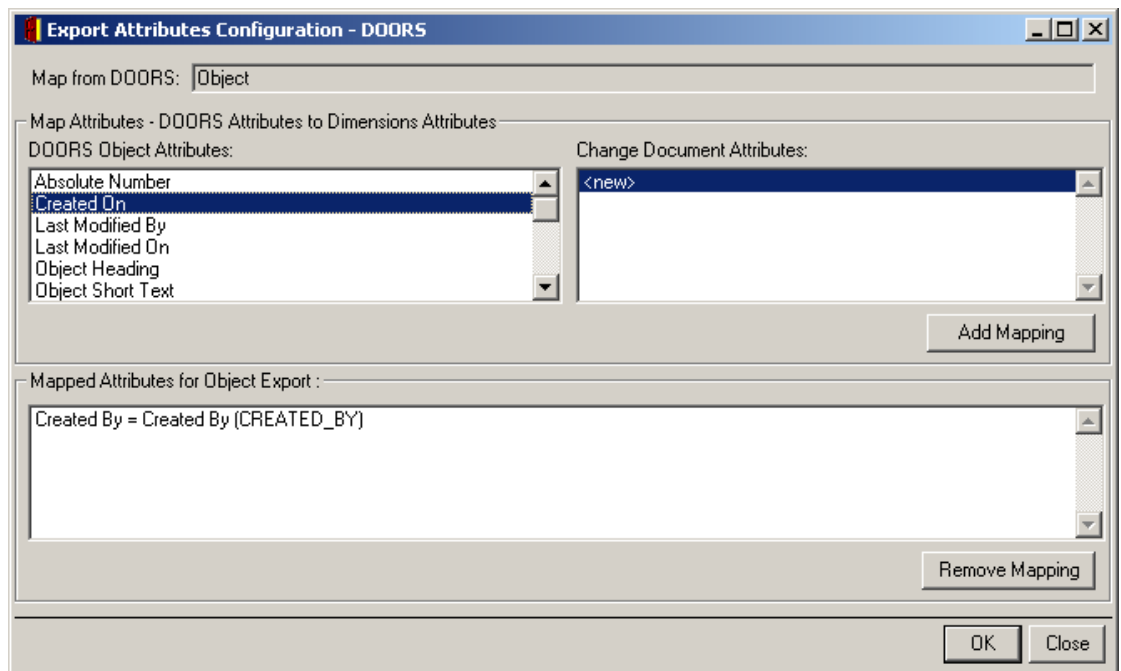 Export Attributes Configuration - DOORS
Map from DOORS: Object
Map Attributes - DOORS Attributes to Dimensions Attributes
DOORS Object Attributes:
Change Document Attributes:
Absolute Number
Created On
Last Modified By
Last Modified On
Object Heading
Object Short Text
<new>
Add Mapping
Mapped Attributes for Object Export :
Created By = Created By (CREATED_BY)
Remove Mapping
OK
Close